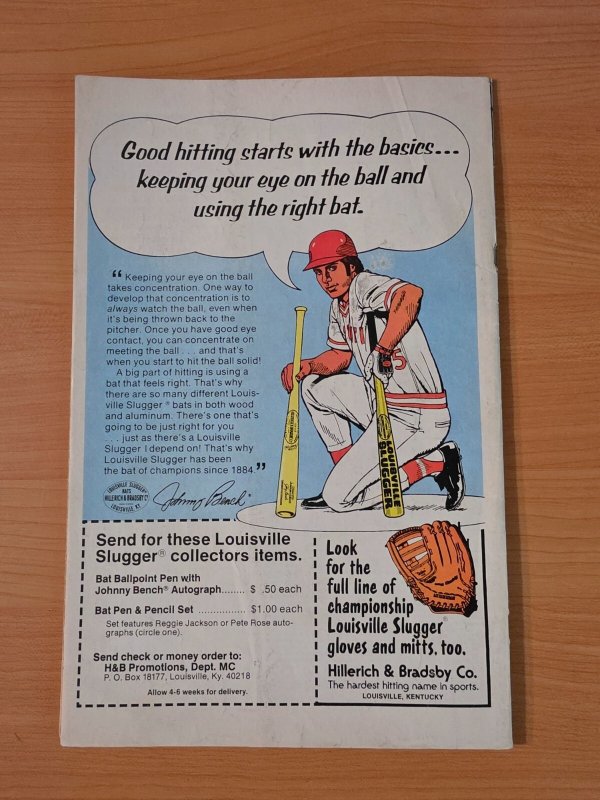 Good hitting starts with the basics...
keeping your eye on the ball and
using the right bat.
“ Keeping your eye on the ball
takes concentration. One way to
develop that concentration is to
always watch the ball, even when
it's being thrown back to the
pitcher. Once you have good eye
contact, you can concentrate on
meeting the ball . . . and that's
when you start to hit the ball solid!
A big part of hitting is using a
bat that feels right. That's why
there are so many different Louis-
ville Slugger ® bats in both wood
and aluminum. There's one that's
going to be just right for you
. . . just as there's a Louisville
Slugger I depend on! That's why
Louisville Slugger has been
the bat of champions since 1884. ”
LOUISVILLE SLUGGER
BATS
HILLERICH & BRADSBY Cº
LOUISVILLE, KY.
Johnny Bench
5
LOUISVILLE
SLUGGER
Send for these Louisville
Slugger® collectors items.
Bat Ballpoint Pen with
Johnny Bench® Autograph........ $ .50 each
Bat Pen & Pencil Set ................ $1.00 each
Set features Reggie Jackson or Pete Rose auto-
graphs (circle one).
Send check or money order to:
H&B Promotions, Dept. MC
P. O. Box 18177, Louisville, Ky. 40218
Allow 4-6 weeks for delivery.
Look
for the
full line of
championship
Louisville Slugger®
gloves and mitts, too.
Hillerich & Bradsby Co.
The hardest hitting name in sports.
LOUISVILLE, KENTUCKY